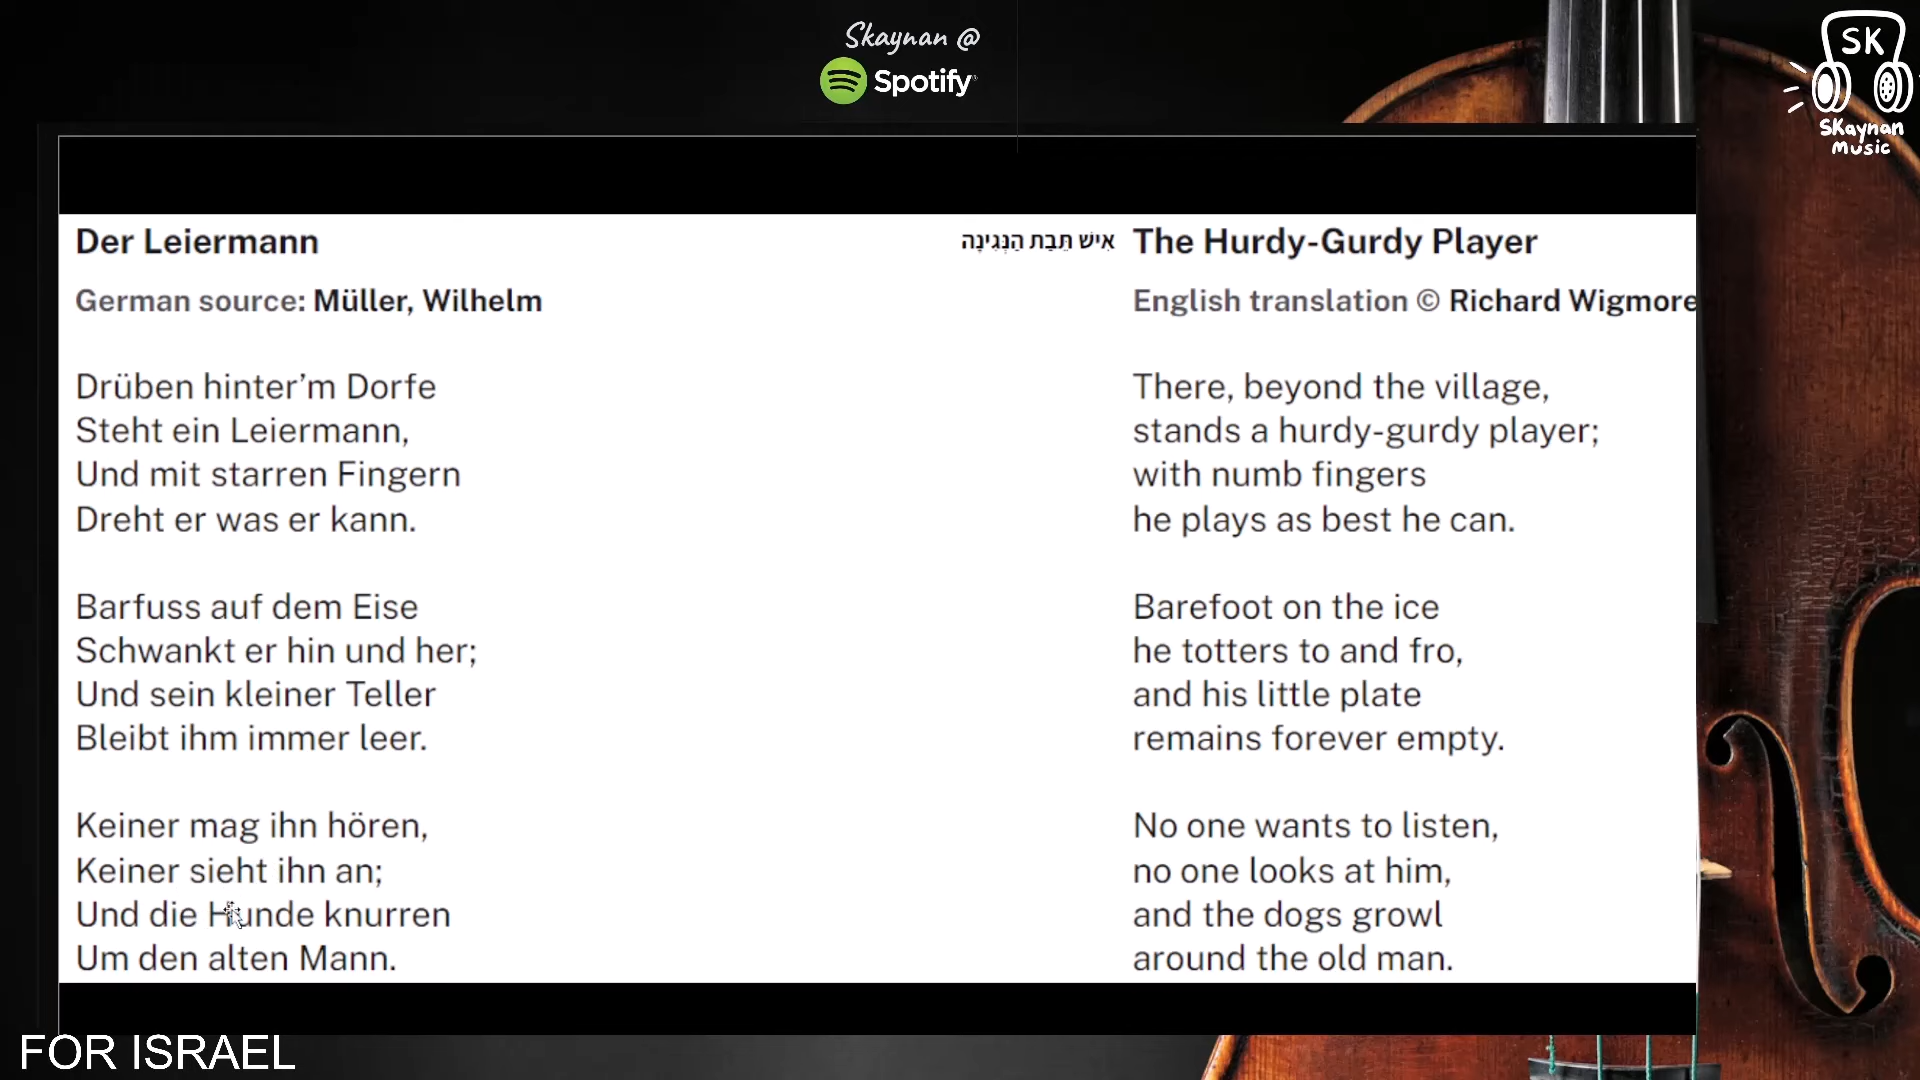 Skaynan @
Spotify
SK
SKaynan
Music
Der Leiermann
אִישׁ תֵּבַת הַנְּגִינָה
The Hurdy-Gurdy Player
German source: Müller, Wilhelm
English translation © Richard Wigmore
Drüben hinter’m Dorfe
Steht ein Leiermann,
Und mit starren Fingern
Dreht er was er kann.
Barfuss auf dem Eise
Schwankt er hin und her;
Und sein kleiner Teller
Bleibt ihm immer leer.
Keiner mag ihn hören,
Keiner sieht ihn an;
Und die Hunde knurren
Um den alten Mann.
There, beyond the village,
stands a hurdy-gurdy player;
with numb fingers
he plays as best he can.
Barefoot on the ice
he totters to and fro,
and his little plate
remains forever empty.
No one wants to listen,
no one looks at him,
and the dogs growl
around the old man.
FOR ISRAEL